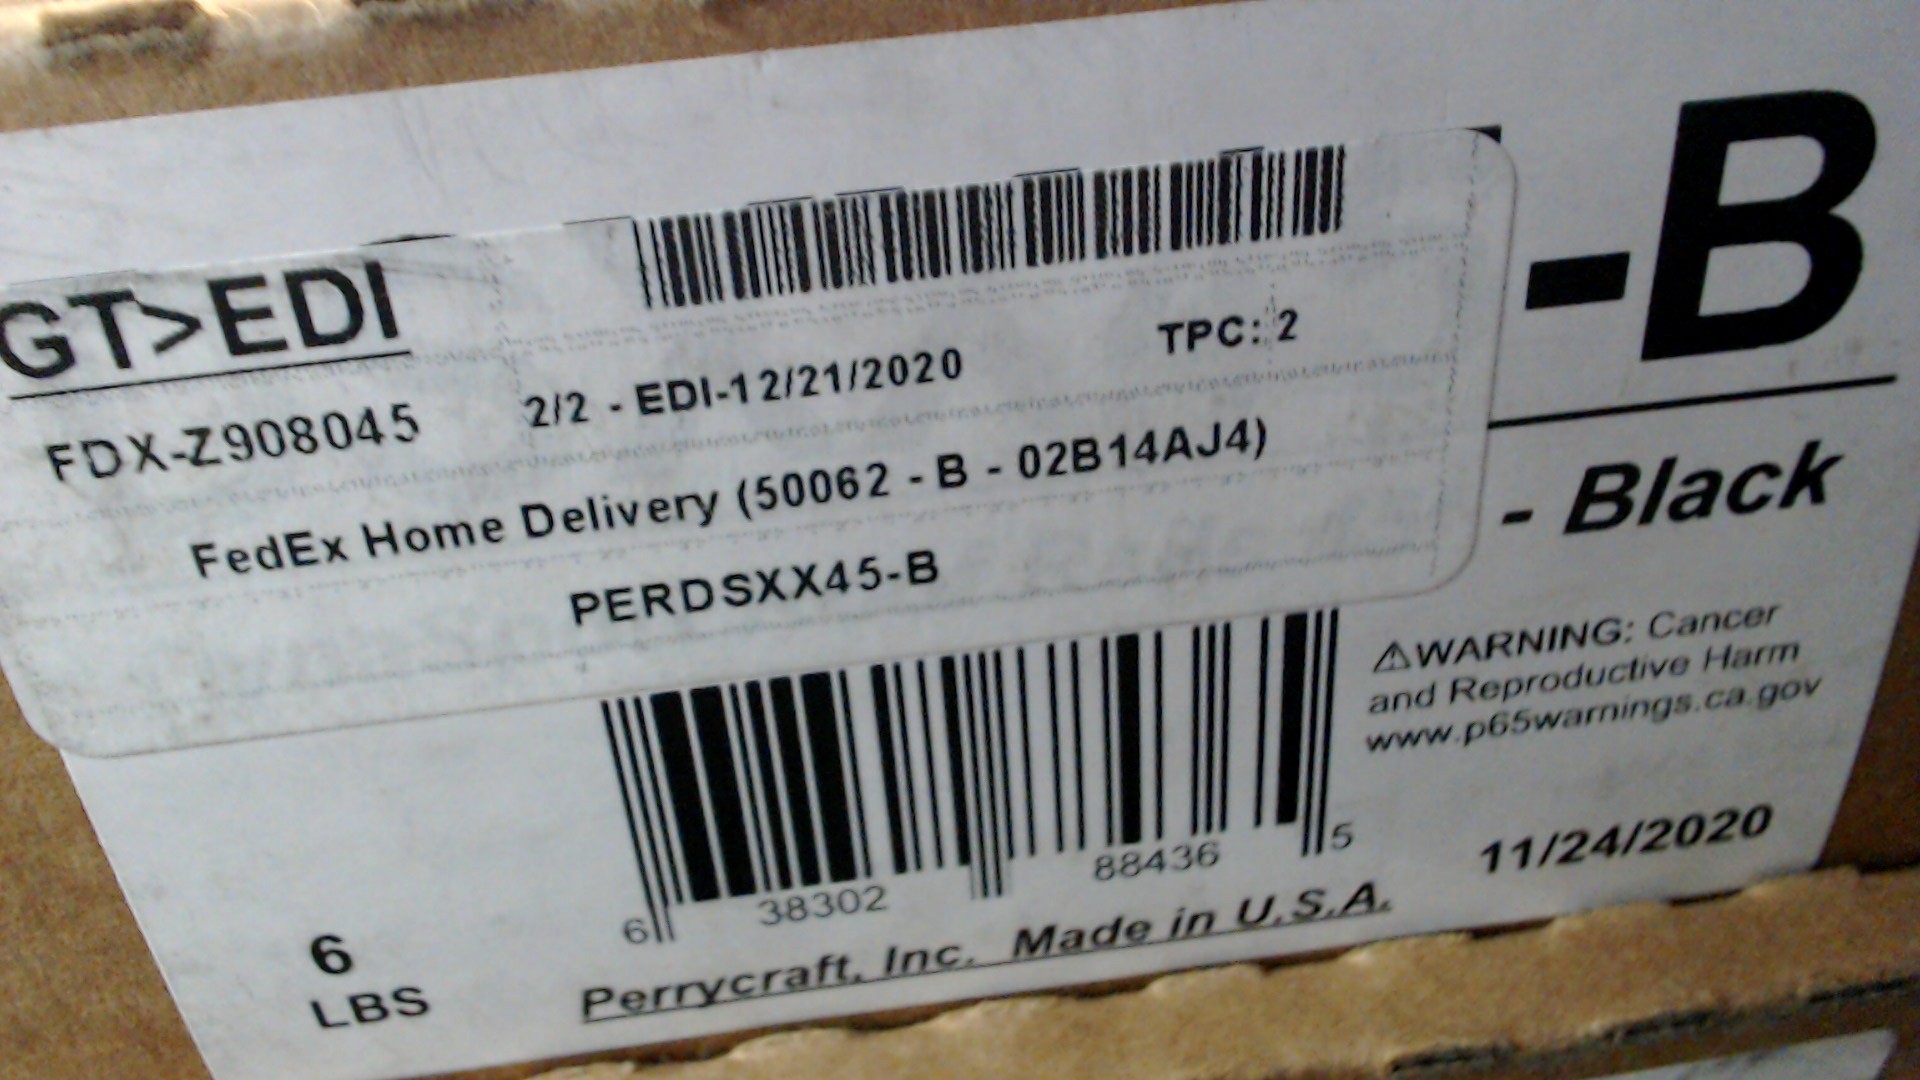 -B
GT>EDI
FDX-Z908045 2/2 - EDI-12/21/2020 TPC: 2
FedEx Home Delivery (50062 - B - 02B14AJ4)
PERDSXX45-B
- Black
⚠WARNING: Cancer
and Reproductive Harm
www.p65warnings.ca.gov
6 38302 88436 5
11/24/2020
6
LBS
Perrycraft, Inc. Made in U.S.A.